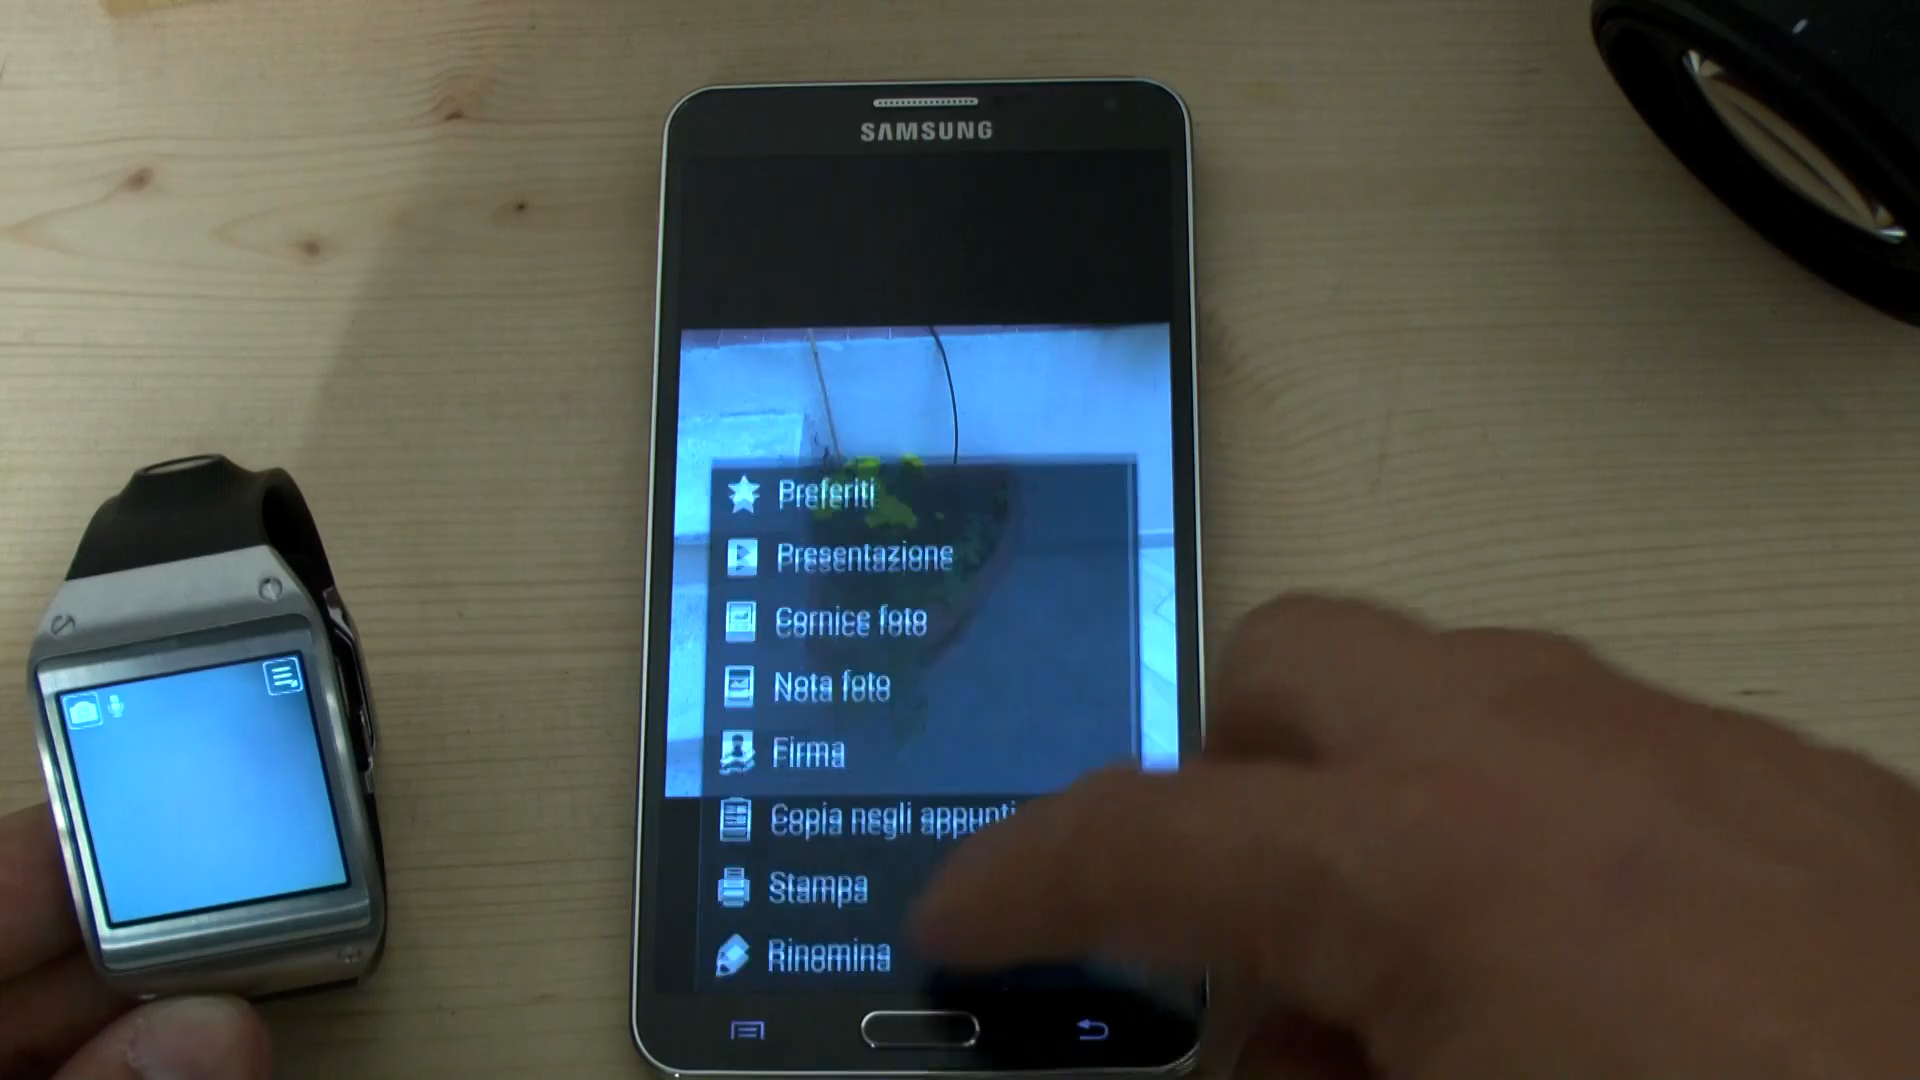 SAMSUNG
Preferiti
Presentazione
Cornice foto
Nota foto
Firma
Copia negli appunti
Stampa
Rinomina